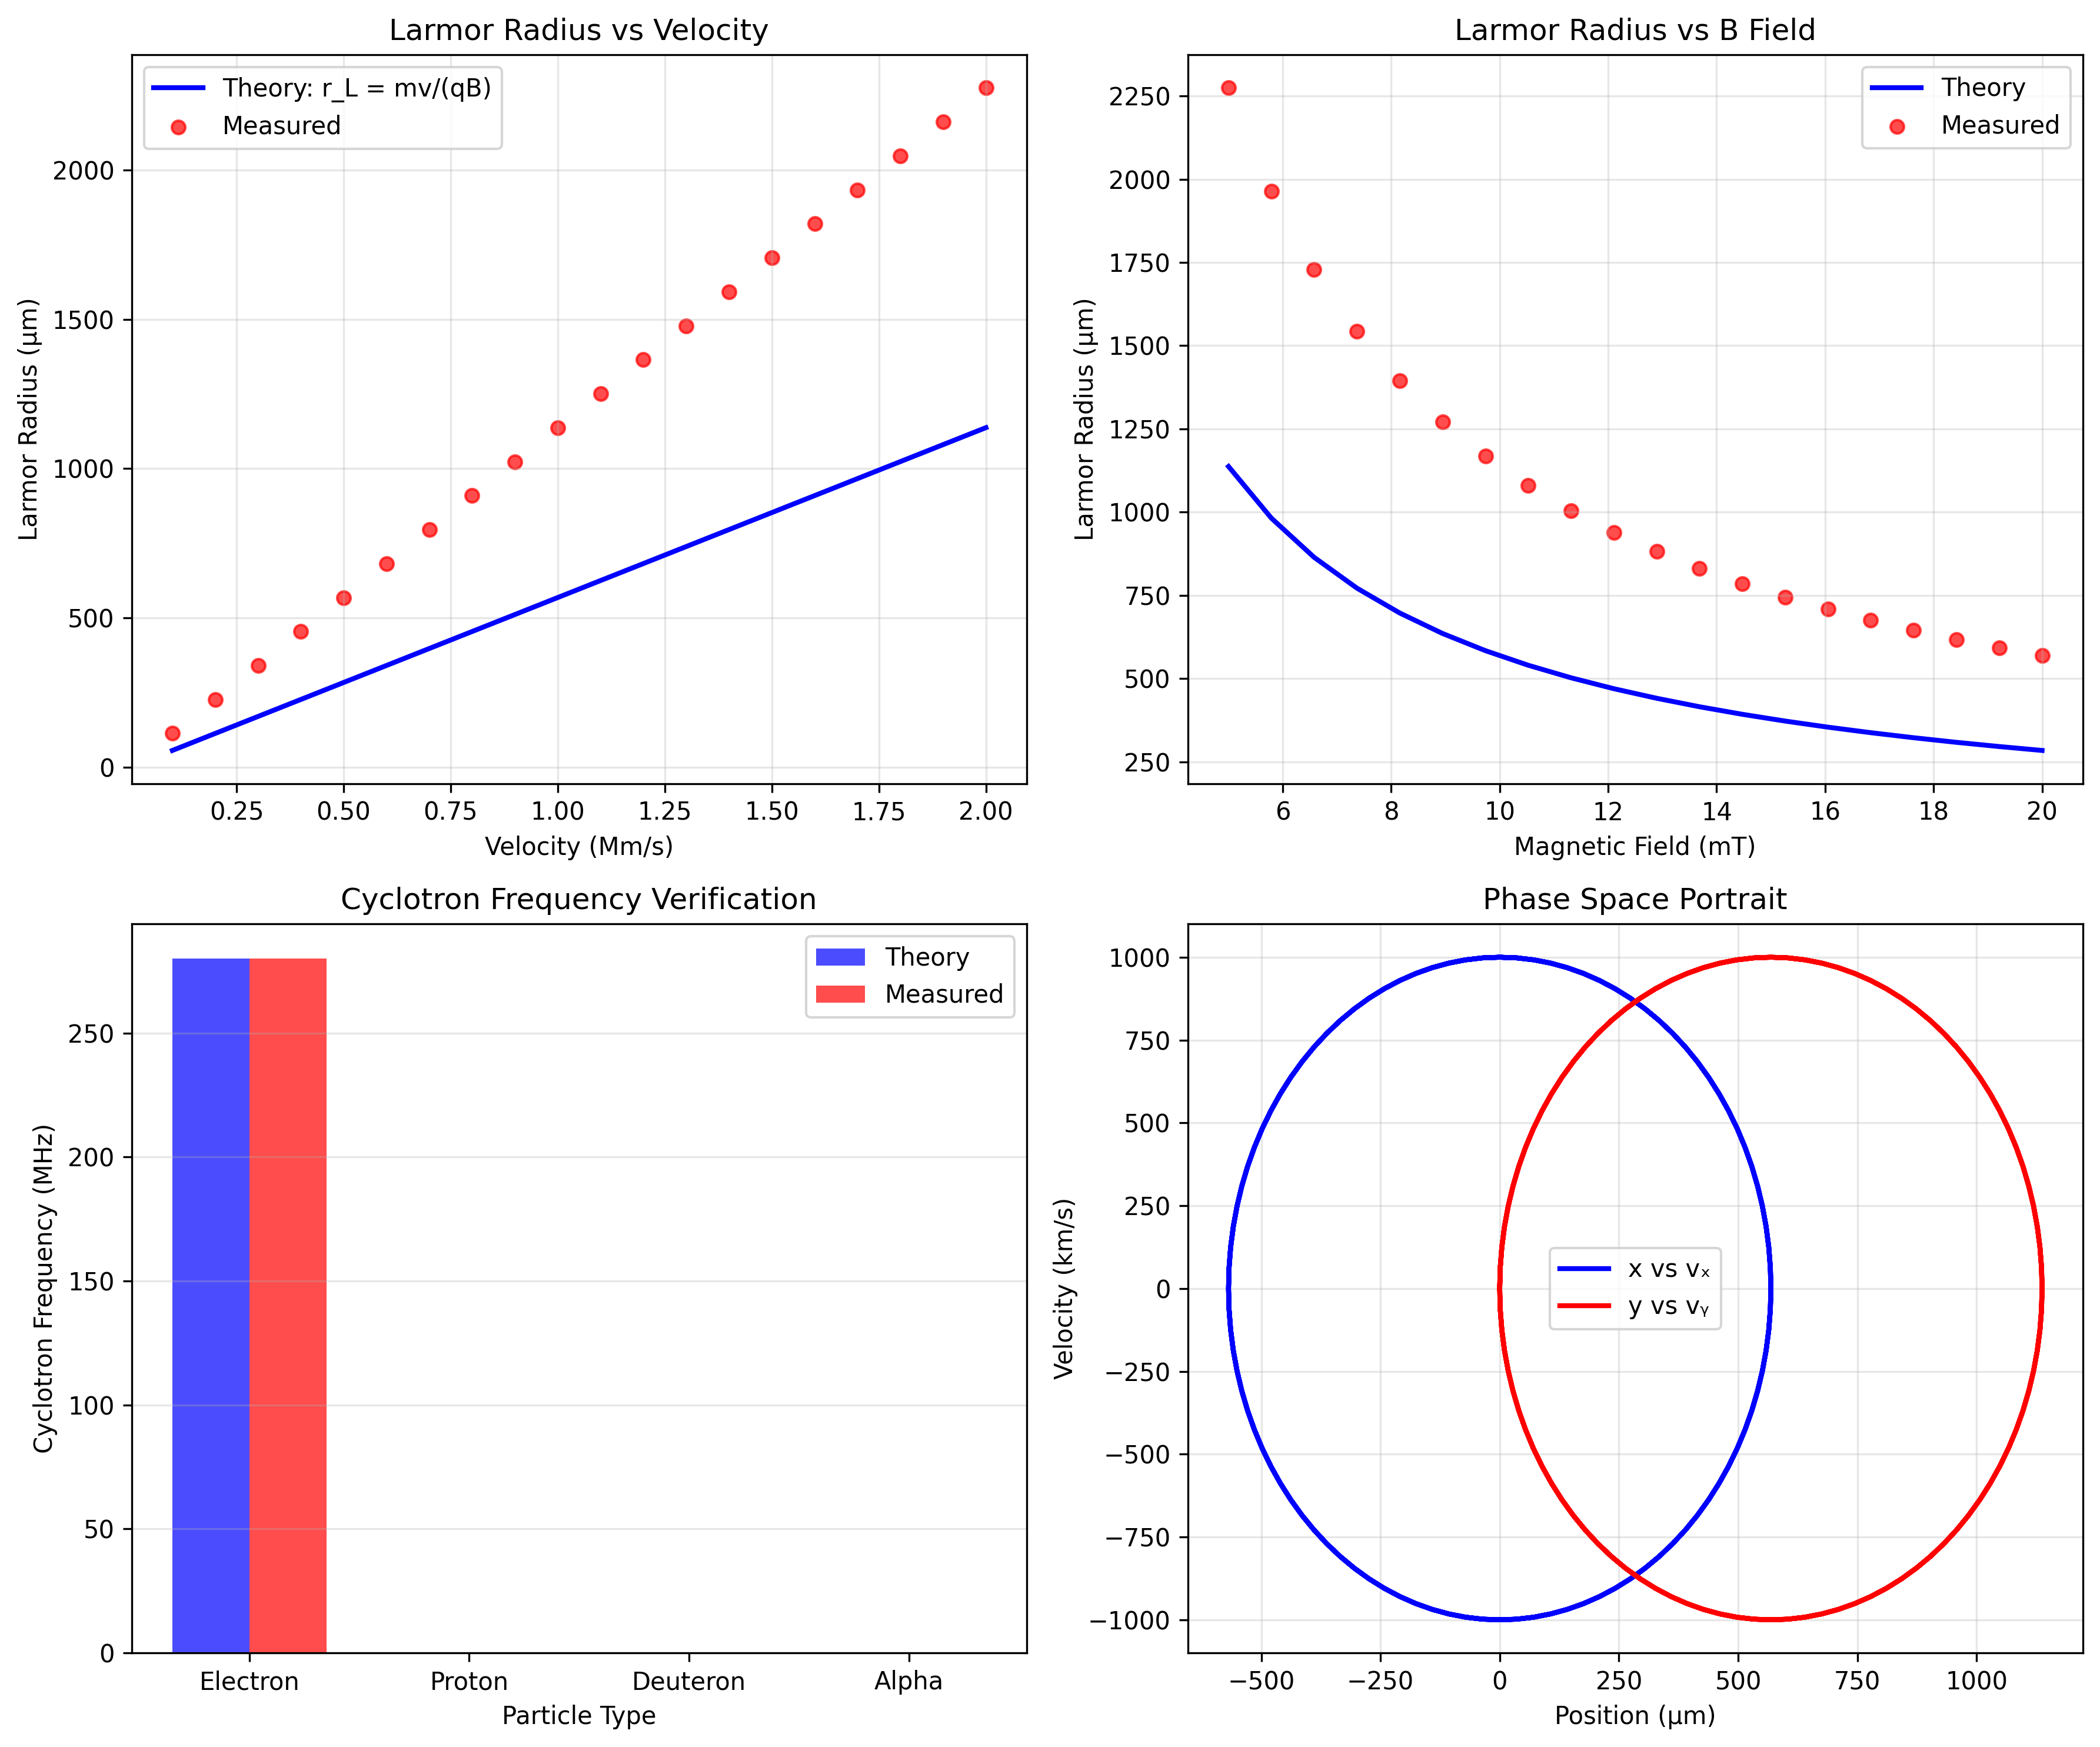 Larmor Radius vs Velocity
Theory: r_L = mv/(qB)
Measured
Larmor Radius (μm)
2000
1500
1000
500
0
0.25 0.50 0.75 1.00 1.25 1.50 1.75 2.00
Velocity (Mm/s)
Larmor Radius vs B Field
Theory
Measured
Larmor Radius (μm)
2250
2000
1750
1500
1250
1000
750
500
250
6 8 10 12 14 16 18 20
Magnetic Field (mT)
Cyclotron Frequency Verification
Theory
Measured
Cyclotron Frequency (MHz)
250
200
150
100
50
0
Electron Proton Deuteron Alpha
Particle Type
Phase Space Portrait
Velocity (km/s)
1000
750
500
250
0
−250
−500
−750
−1000
x vs vₓ
y vs vᵧ
−500 −250 0 250 500 750 1000
Position (μm)